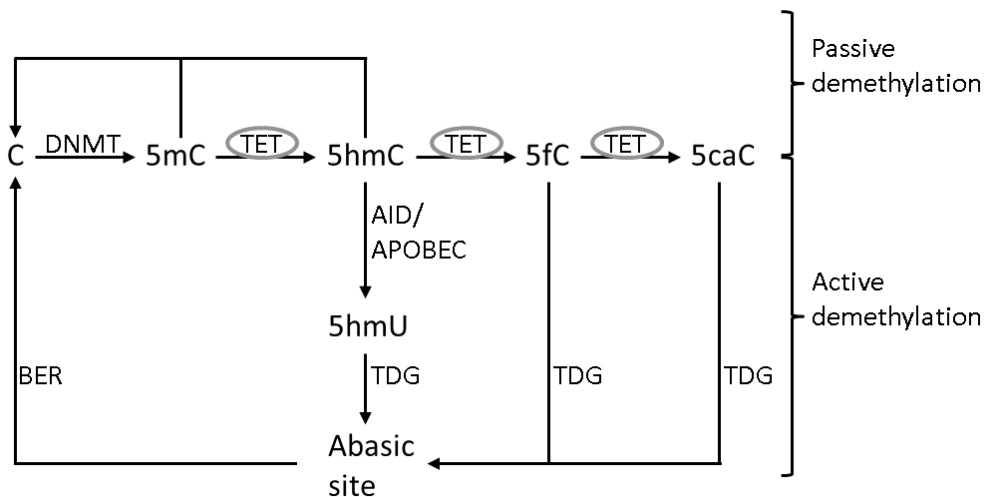 Passive
demethylation
C DNMT 5mC TET 5hmC TET 5fC TET 5caC
AID/
APOBEC
Active
demethylation
5hmU
BER TDG TDG TDG
Abasic
site